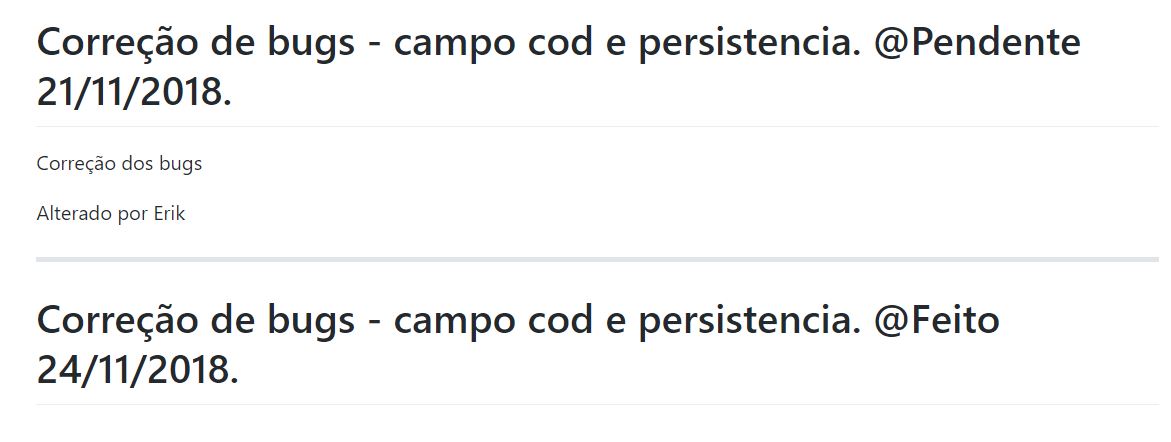 Correção de bugs - campo cod e persistencia. @Pendente
21/11/2018.
Correção dos bugs
Alterado por Erik
Correção de bugs - campo cod e persistencia. @Feito
24/11/2018.